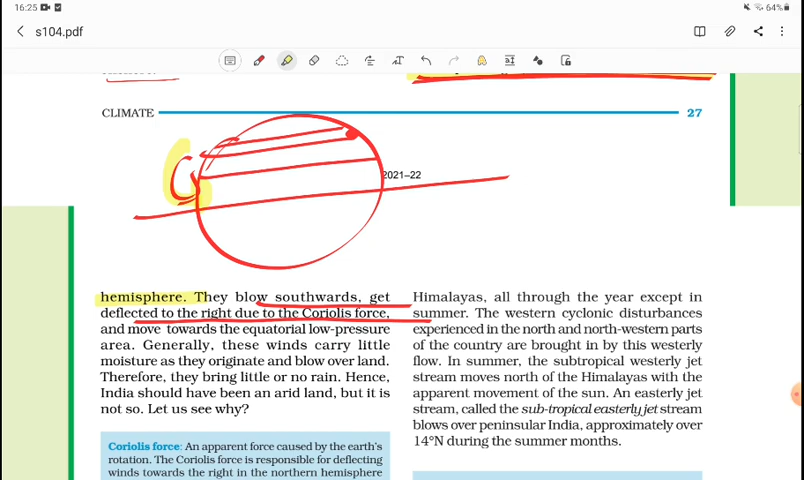 16:25
64%
s104.pdf
CLIMATE
27
2021–22
hemisphere. They blow southwards, get
deflected to the right due to the Coriolis force,
and move towards the equatorial low-pressure
area. Generally, these winds carry little
moisture as they originate and blow over land.
Therefore, they bring little or no rain. Hence,
India should have been an arid land, but it is
not so. Let us see why?
Coriolis force: An apparent force caused by the earth's
rotation. The Coriolis force is responsible for deflecting
winds towards the right in the northern hemisphere
Himalayas, all through the year except in
summer. The western cyclonic disturbances
experienced in the north and north-western parts
of the country are brought in by this westerly
flow. In summer, the subtropical westerly jet
stream moves north of the Himalayas with the
apparent movement of the sun. An easterly jet
stream, called the sub-tropical easterly jet stream
blows over peninsular India, approximately over
14°N during the summer months.